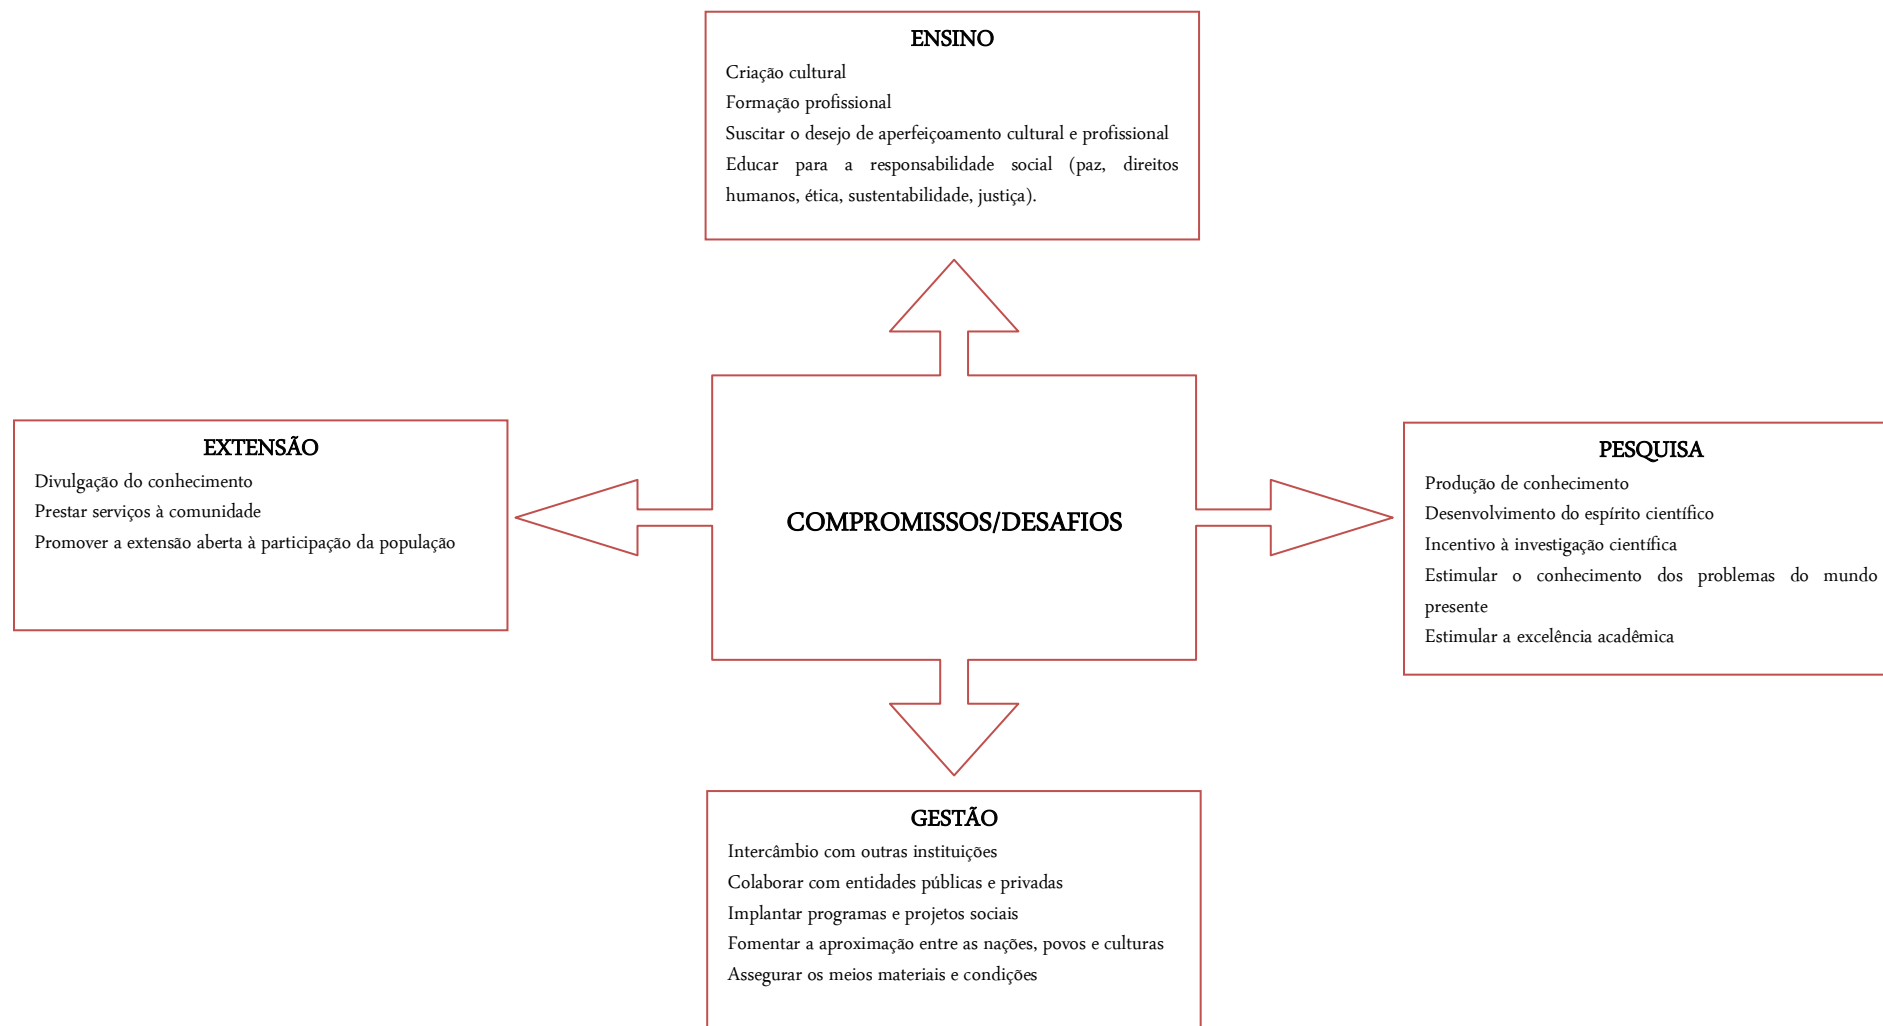 ENSINO
Criação cultural
Formação profissional
Suscitar o desejo de aperfeiçoamento cultural e profissional
Educar para a responsabilidade social (paz, direitos
humanos, ética, sustentabilidade, justiça).
EXTENSÃO
Divulgação do conhecimento
Prestar serviços à comunidade
Promover a extensão aberta à participação da população
COMPROMISSOS/DESAFIOS
PESQUISA
Produção de conhecimento
Desenvolvimento do espírito científico
Incentivo à investigação científica
Estimular o conhecimento dos problemas do mundo
presente
Estimular a excelência acadêmica
GESTÃO
Intercâmbio com outras instituições
Colaborar com entidades públicas e privadas
Implantar programas e projetos sociais
Fomentar a aproximação entre as nações, povos e culturas
Assegurar os meios materiais e condições